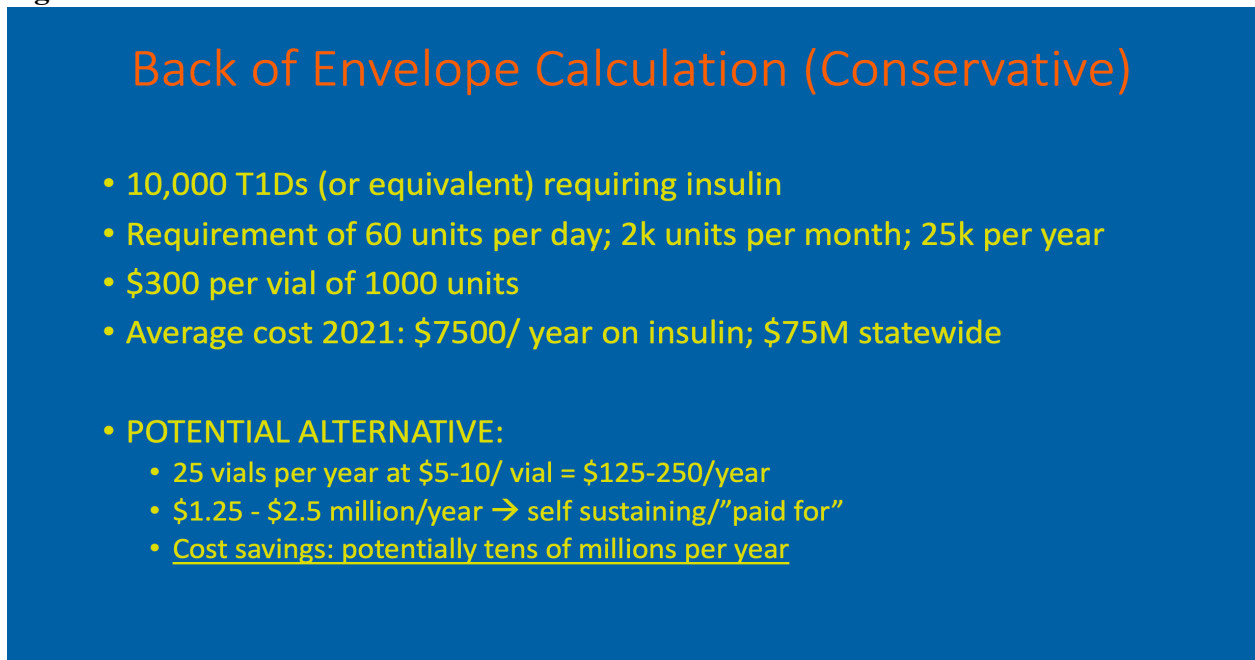 Back of Envelope Calculation (Conservative)
• 10,000 T1Ds (or equivalent) requiring insulin
• Requirement of 60 units per day; 2k units per month; 25k per year
• $300 per vial of 1000 units
• Average cost 2021: $7500/ year on insulin; $75M statewide
• POTENTIAL ALTERNATIVE:
• 25 vials per year at $5-10/ vial = $125-250/year
• $1.25 - $2.5 million/year → self sustaining/”paid for”
• Cost savings: potentially tens of millions per year